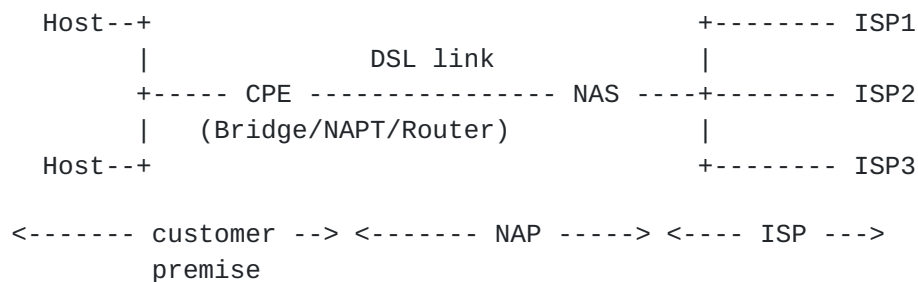 Host--+                            +-------- ISP1
      |              DSL link      |
      +----- CPE ---------------- NAS ----+-------- ISP2
      |   (Bridge/NAPT/Router)            |
Host--+                            +-------- ISP3
<------- customer --> <------- NAP -----> <---- ISP --->
premise